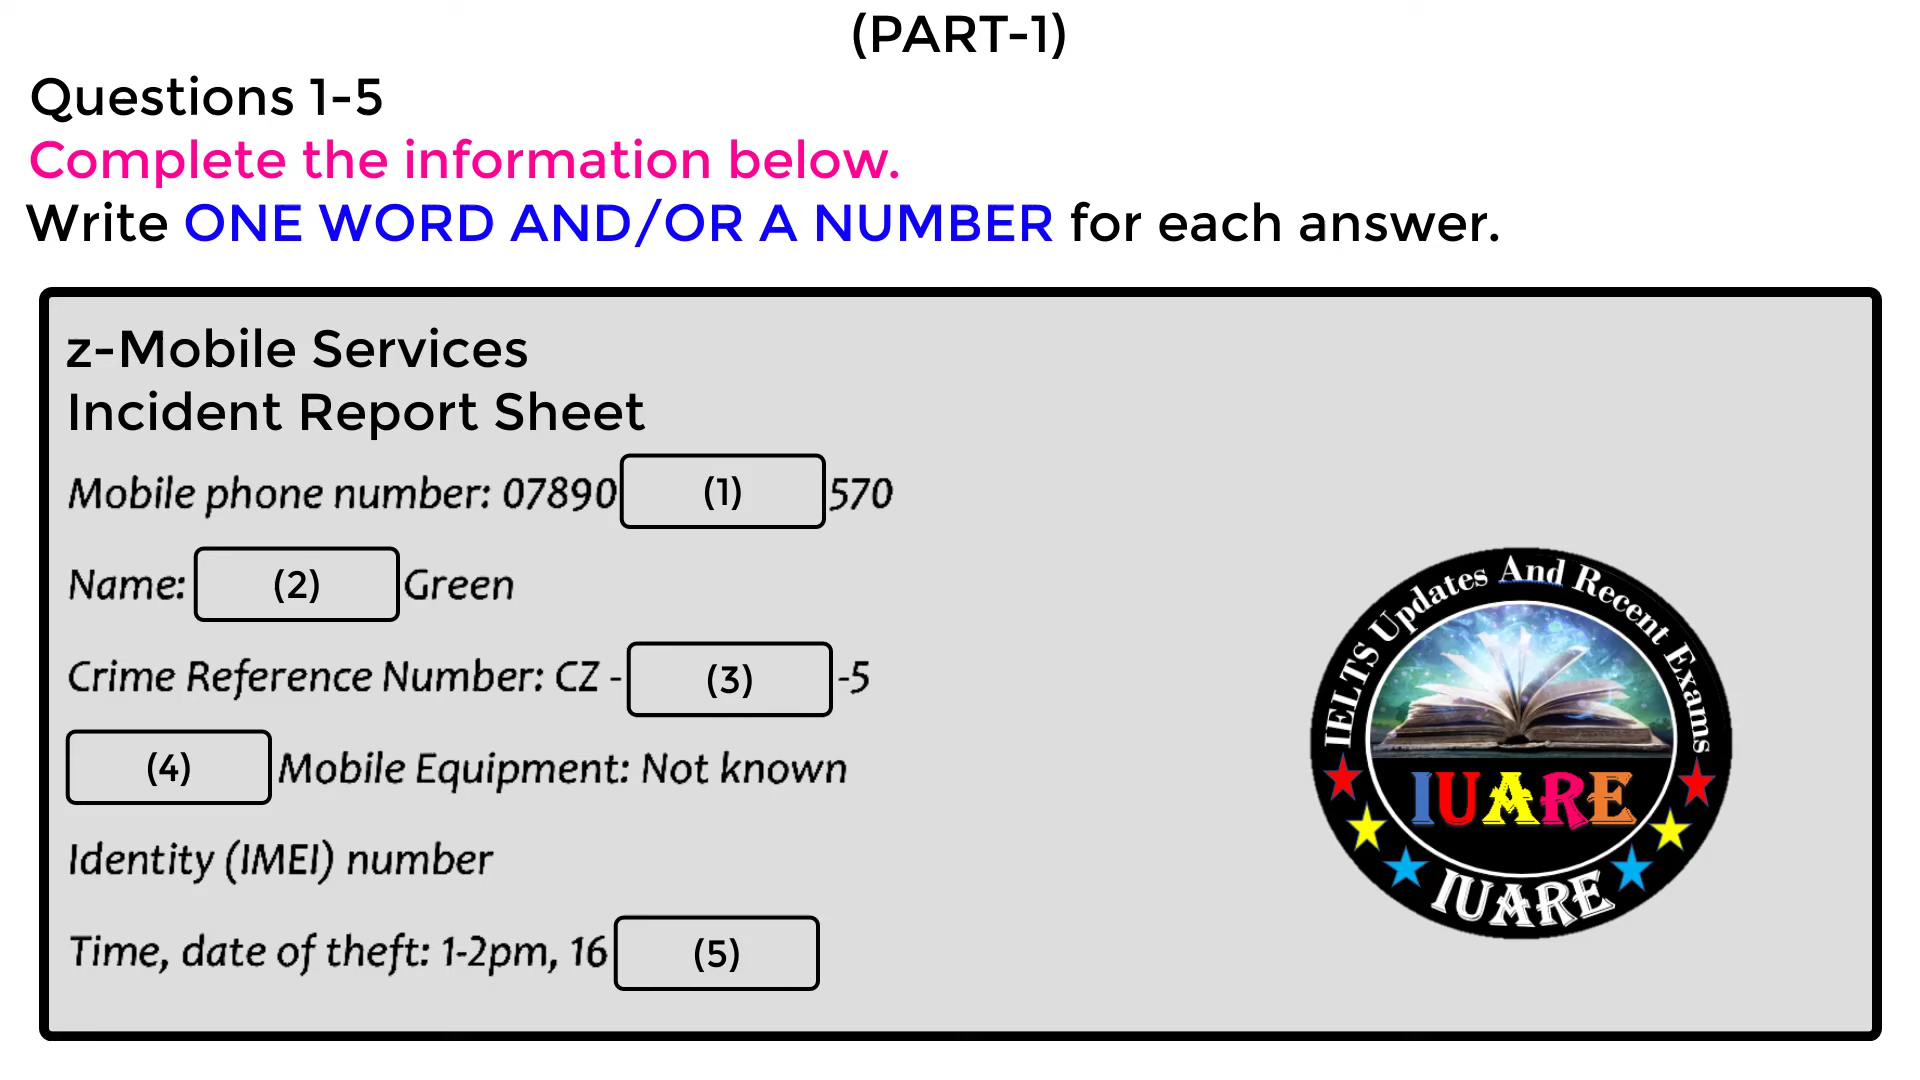 (PART-1)
Questions 1-5
Complete the information below.
Write ONE WORD AND/OR A NUMBER for each answer.
z-Mobile Services
Incident Report Sheet
Mobile phone number: 07890 (1) 570
Name: (2) Green
Crime Reference Number: CZ - (3) -5
(4) Mobile Equipment: Not known
Identity (IMEI) number
Time, date of theft: 1-2pm, 16 (5)
IELTS Updates And Recent Exams
IUARE
IUARE